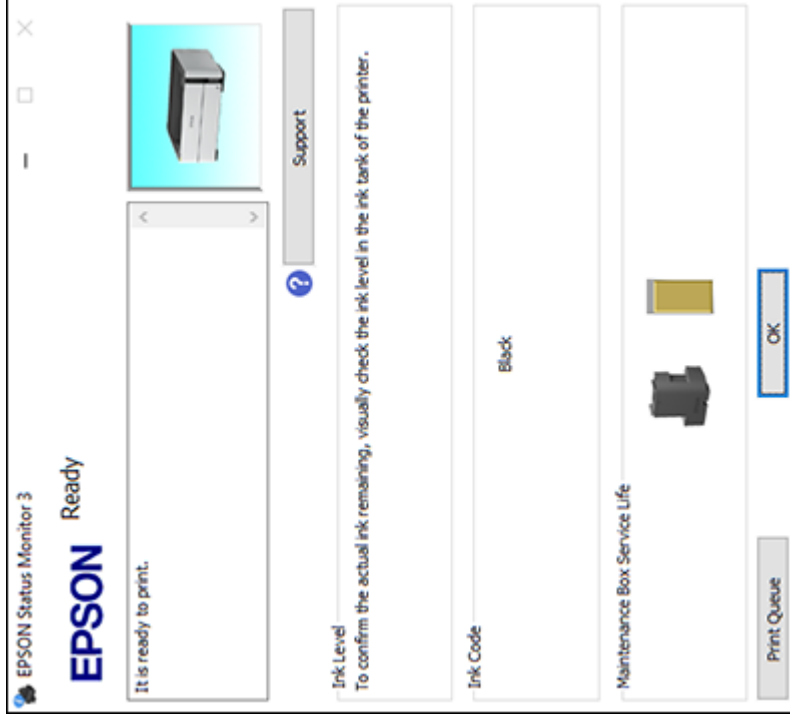 EPSON Status Monitor 3
EPSON Ready
It is ready to print.
Support
Ink Level
To confirm the actual ink remaining, visually check the ink level in the ink tank of the printer.
Ink Code
Black
Maintenance Box Service Life
Print Queue
OK